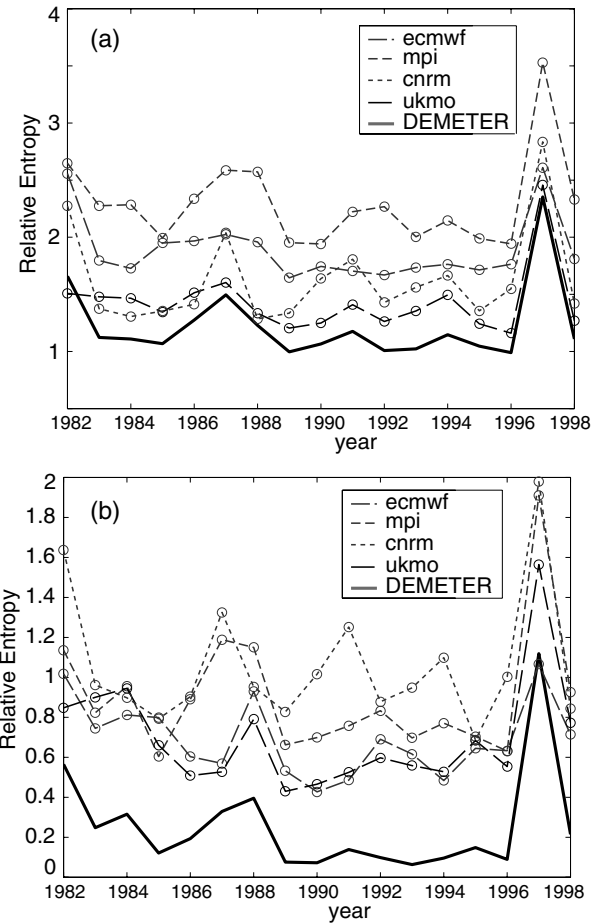 (a)
ecmwf
mpi
cnrm
ukmo
DEMETER
4
3
2
1
Relative Entropy
1982 1984 1986 1988 1990 1992 1994 1996 1998
year
(b)
ecmwf
mpi
cnrm
ukmo
DEMETER
2
1.8
1.6
1.4
1.2
1
0.8
0.6
0.4
0.2
0
Relative Entropy
1982 1984 1986 1988 1990 1992 1994 1996 1998
year